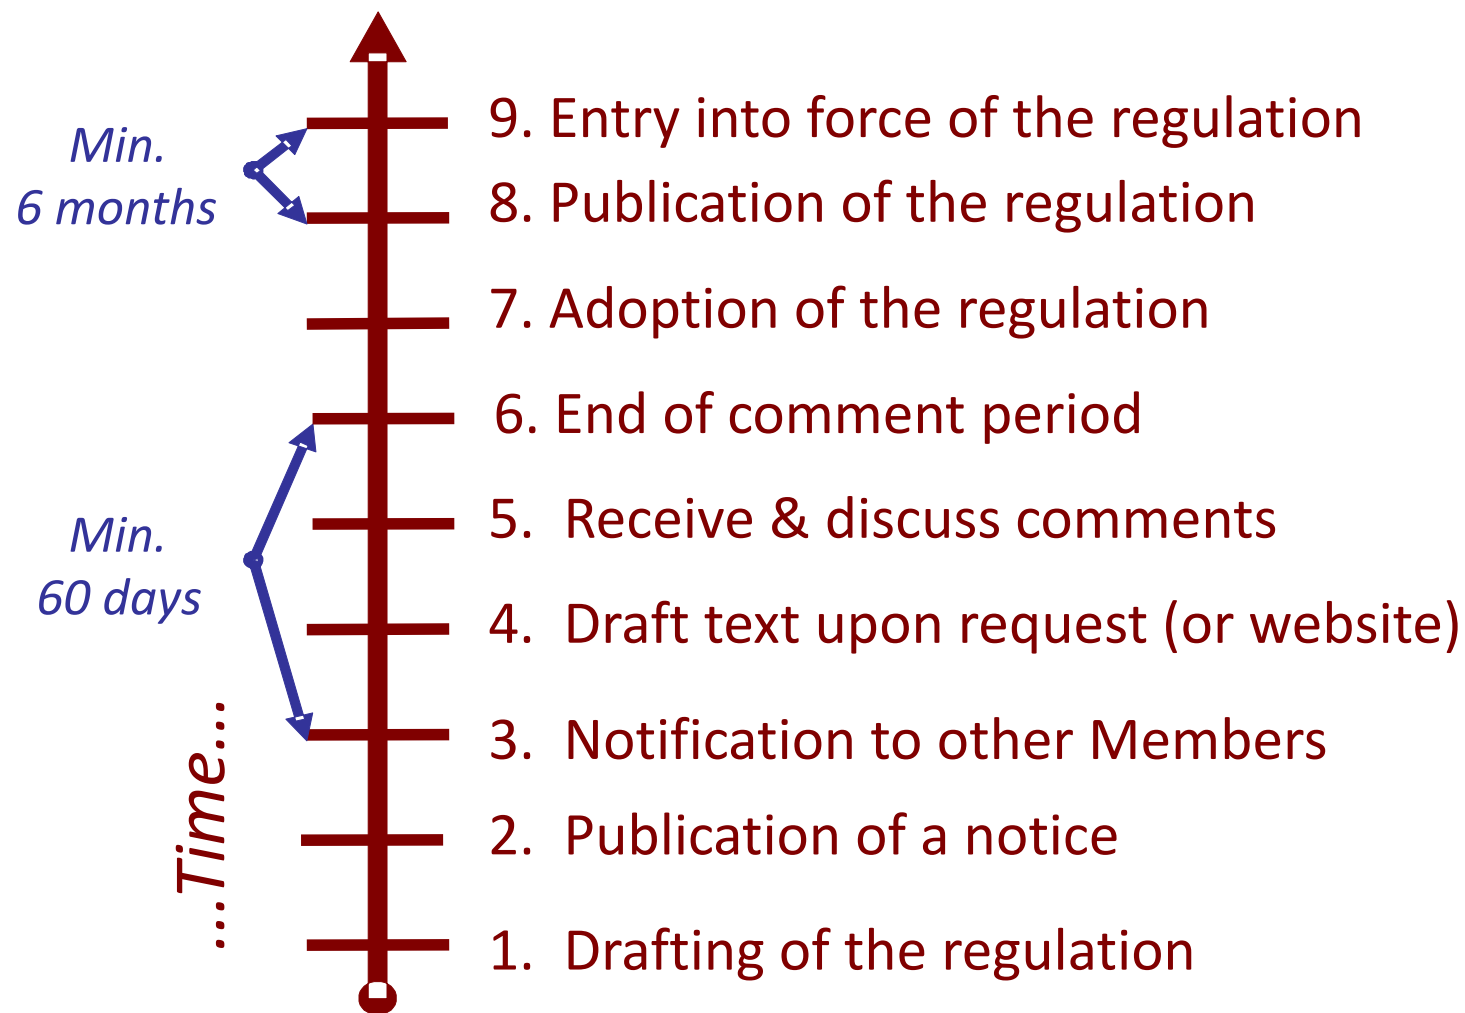 9. Entry into force of the regulation
Min.
6 months
8. Publication of the regulation
7. Adoption of the regulation
6. End of comment period
5. Receive & discuss comments
Min.
60 days
4. Draft text upon request (or website)
3. Notification to other Members
...Time...
2. Publication of a notice
1. Drafting of the regulation